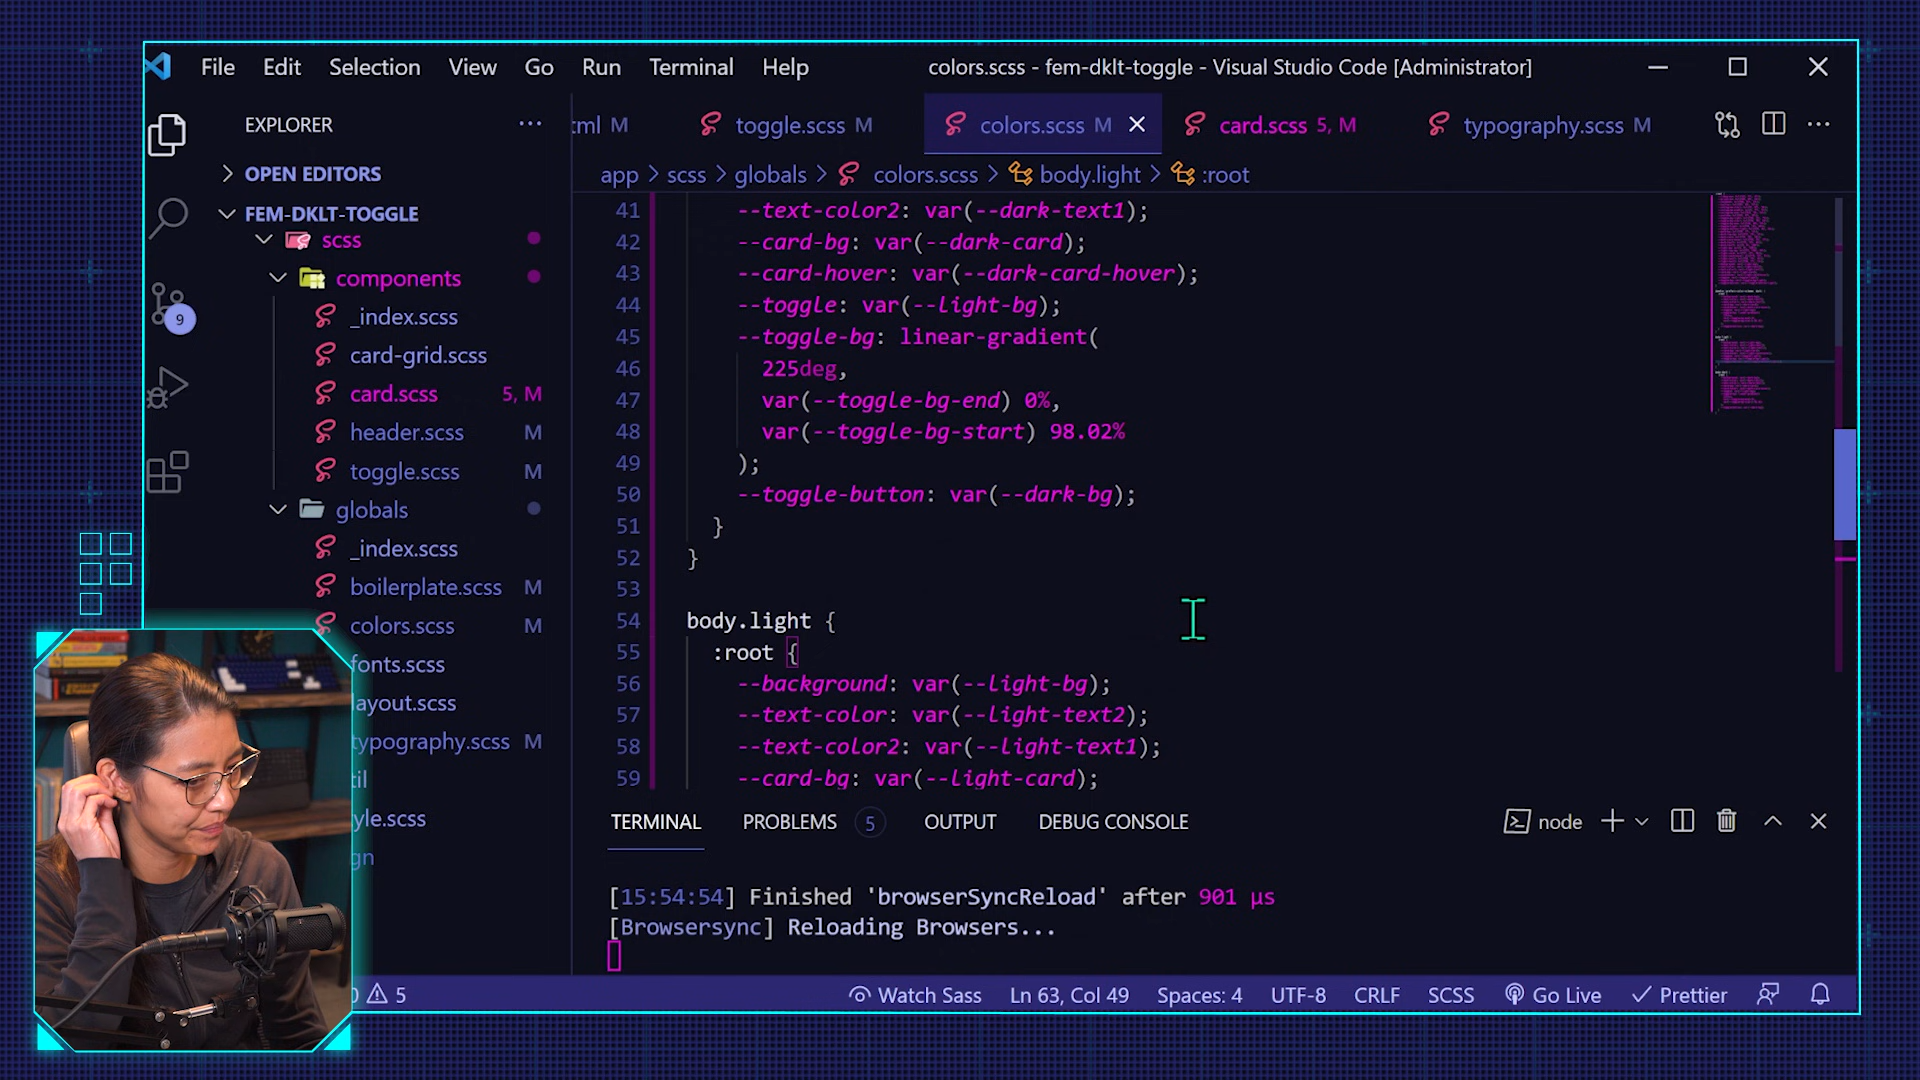 File Edit Selection View Go Run Terminal Help
colors.scss - fem-dklt-toggle - Visual Studio Code [Administrator]
EXPLORER
tml M
toggle.scss M
colors.scss M
card.scss 5, M
typography.scss M
app > scss > globals > colors.scss > body.light > :root
OPEN EDITORS
FEM-DKLT-TOGGLE
scss
components
_index.scss
card-grid.scss
card.scss 5, M
header.scss M
toggle.scss M
globals
_index.scss
boilerplate.scss M
colors.scss M
fonts.scss
layout.scss
typography.scss M
til
yle.scss
gn
9
41 --text-color2: var(--dark-text1);
42 --card-bg: var(--dark-card);
43 --card-hover: var(--dark-card-hover);
44 --toggle: var(--light-bg);
45 --toggle-bg: linear-gradient(
46 225deg,
47 var(--toggle-bg-end) 0%,
48 var(--toggle-bg-start) 98.02%
49 );
50 --toggle-button: var(--dark-bg);
51 }
52 }
53
54 body.light {
55 :root {
56 --background: var(--light-bg);
57 --text-color: var(--light-text2);
58 --text-color2: var(--light-text1);
59 --card-bg: var(--light-card);
TERMINAL PROBLEMS 5 OUTPUT DEBUG CONSOLE
node
[15:54:54] Finished 'browserSyncReload' after 901 μs
[Browsersync] Reloading Browsers...
5
Watch Sass
Ln 63, Col 49
Spaces: 4
UTF-8
CRLF
SCSS
Go Live
Prettier